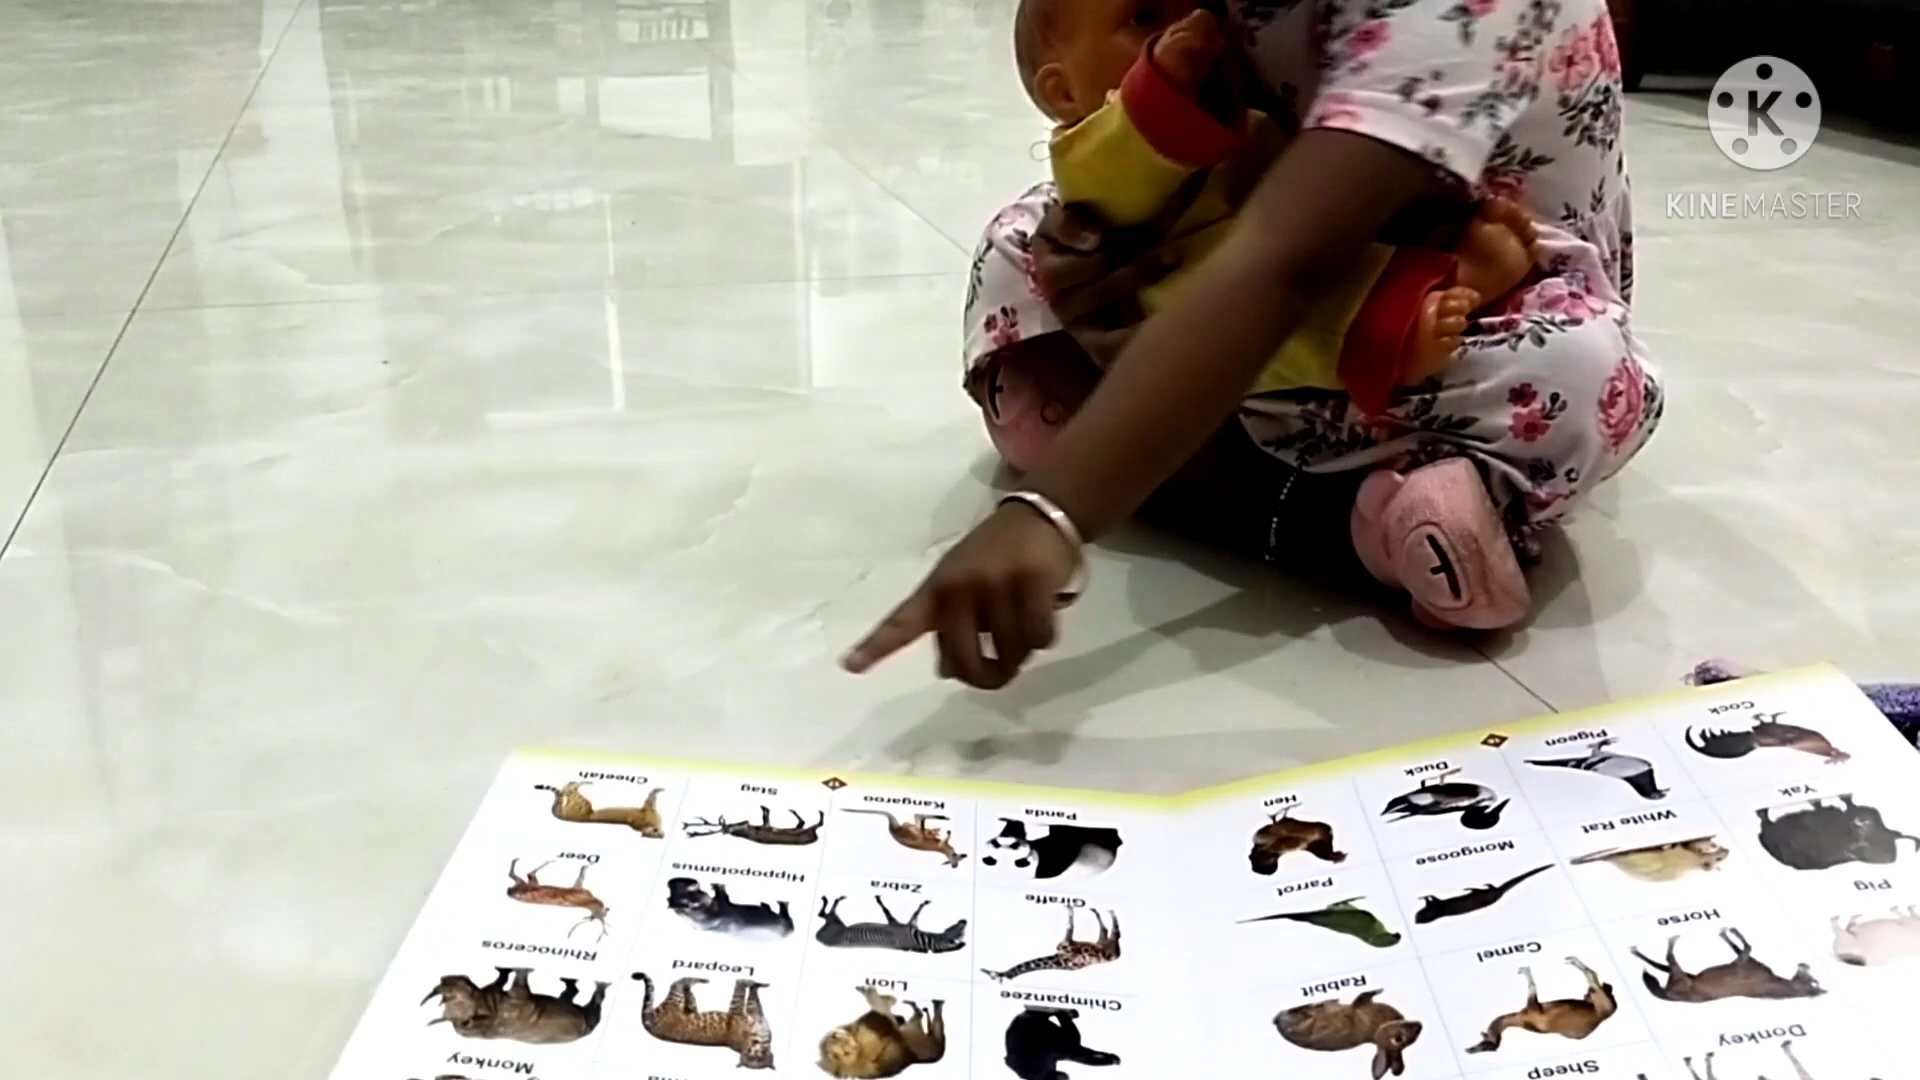 K
KINEMASTER
Cheetah
Stag
Kangaroo
Panda
Deer
Hippopotamus
Zebra
Giraffe
Rhinoceros
Leopard
Lion
Chimpanzee
Monkey
Hen
Duck
Pigeon
Cock
Parrot
Mongoose
White Rat
Yak
Rabbit
Camel
Horse
Pig
Sheep
Donkey